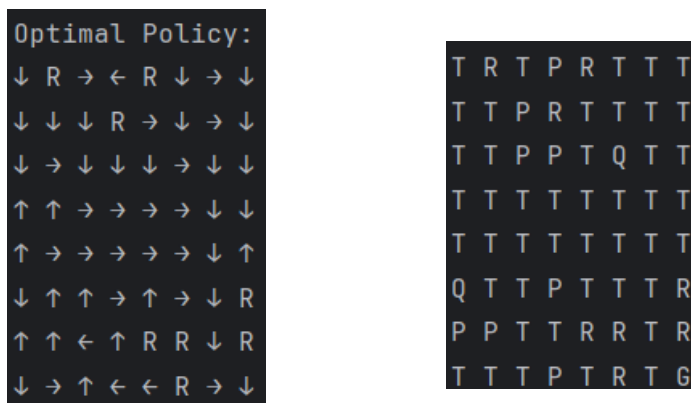 Optimal Policy:
↓ R → ← R ↓ → ↓
↓ ↓ ↓ R → ↓ → ↓
↓ → ↓ ↓ ↓ → ↓ ↓
↑ ↑ → → → → ↓ ↓
↑ → → → → → ↓ ↑
↓ ↑ ↑ → ↑ → ↓ R
↑ ↑ ← ↑ R R ↓ R
↓ → ↑ ← ← R → ↓
T R T P R T T T
T T P R T T T T
T T P P T Q T T
T T T T T T T T
T T T T T T T T
Q T T P T T T R
P P T T R R T R
T T T P T R T G